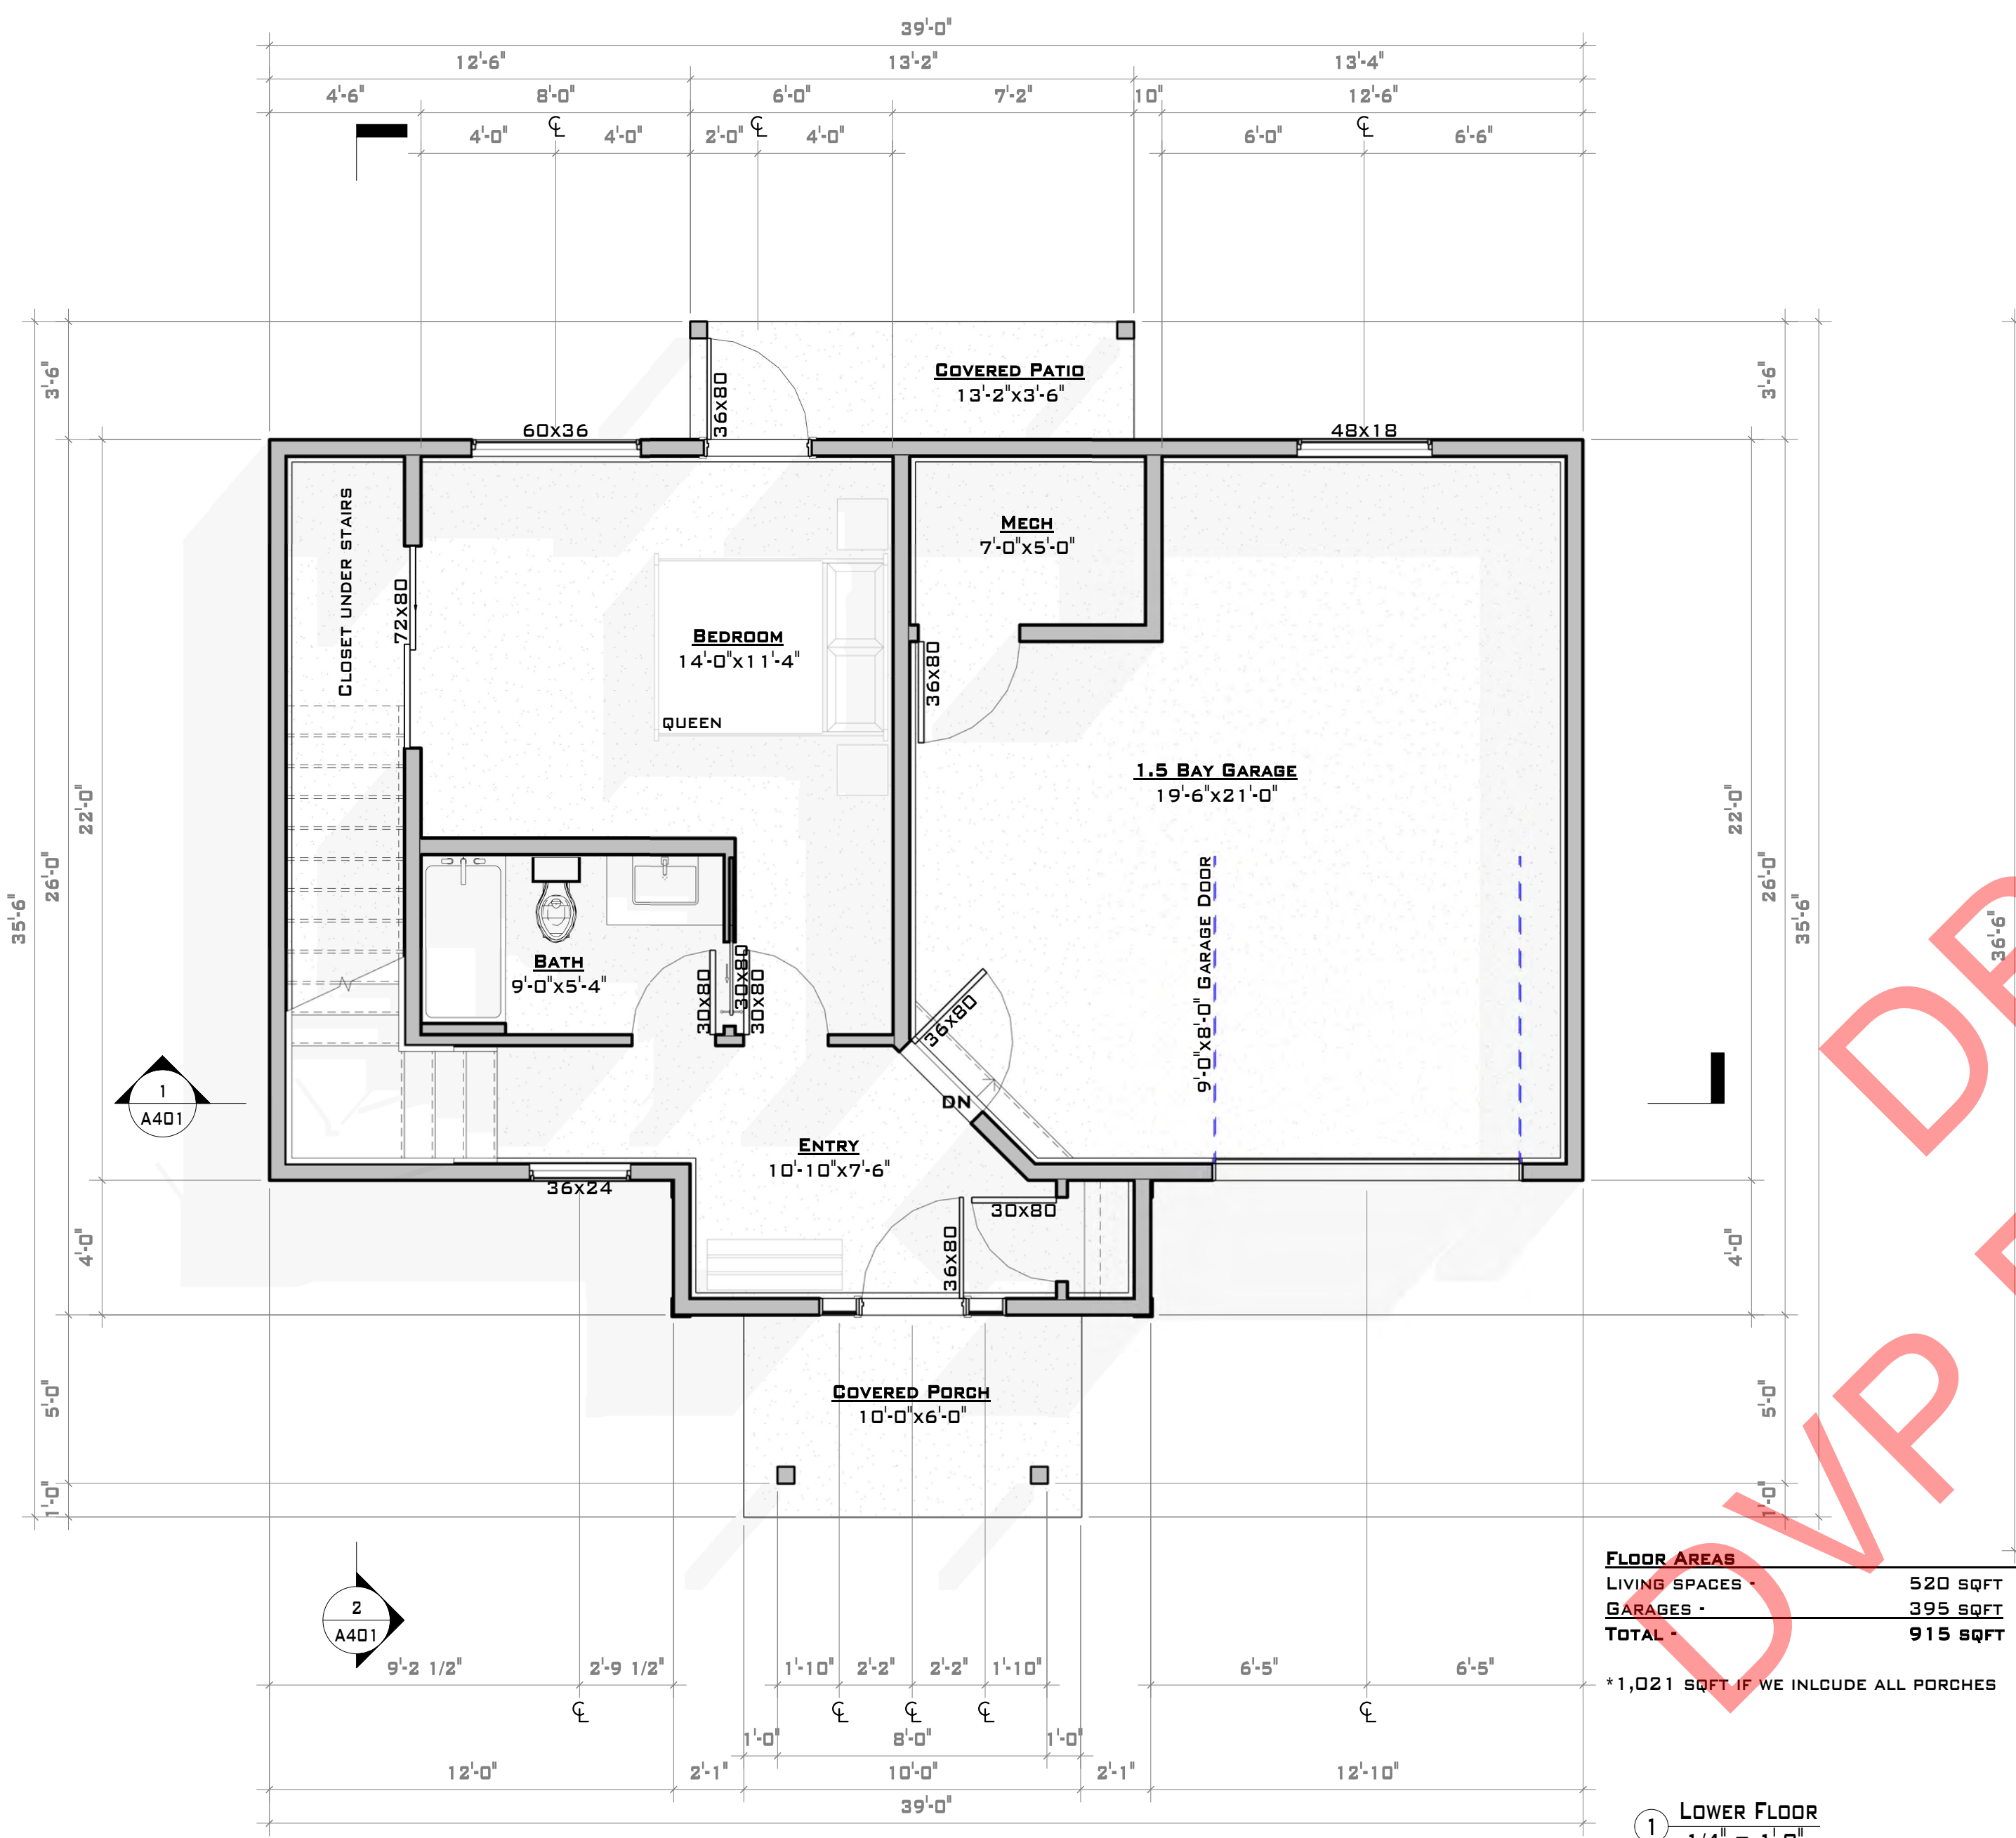 39'-0"
12'-6" 13'-2" 13'-4"
4'-6" 8'-0" 6'-0" 7'-2" 10" 12'-6"
4'-0" ℄ 4'-0" 2'-0" ℄ 4'-0" 6'-0" ℄ 6'-6"
3'-6"
36x80
COVERED PATIO
13'-2"x3'-6"
3'-6"
60x36
48x18
CLOSET UNDER STAIRS
MECH
7'-0"x5'-0"
72x80
BEDROOM
14'-0"x11'-4"
36x80
QUEEN
1.5 BAY GARAGE
19'-6"x21'-0"
22'-0"
26'-0"
35'-6"
22'-0"
26'-0"
35'-6"
36'-6"
9'-0"x8'-0" GARAGE DOOR
BATH
9'-0"x5'-4"
30x80
30x80
30x80
36x80
DN
1
A401
ENTRY
10'-10"x7'-6"
36x24
30x80
36x80
4'-0"
4'-0"
COVERED PORCH
10'-0"x6'-0"
5'-0"
5'-0"
1'-0"
1'-0"
2
A401
FLOOR AREAS
LIVING SPACES - 520 SQFT
GARAGES - 395 SQFT
TOTAL - 915 SQFT
*1,021 SQFT IF WE INLCUDE ALL PORCHES
DVP
9'-2 1/2" 2'-9 1/2" 1'-10" 2'-2" 2'-2" 1'-10" 6'-5" 6'-5"
℄ ℄ ℄ ℄ ℄
1'-0" 8'-0" 1'-0"
12'-0" 2'-1" 10'-0" 2'-1" 12'-10"
39'-0"
1 LOWER FLOOR
1/4" = 1'-0"